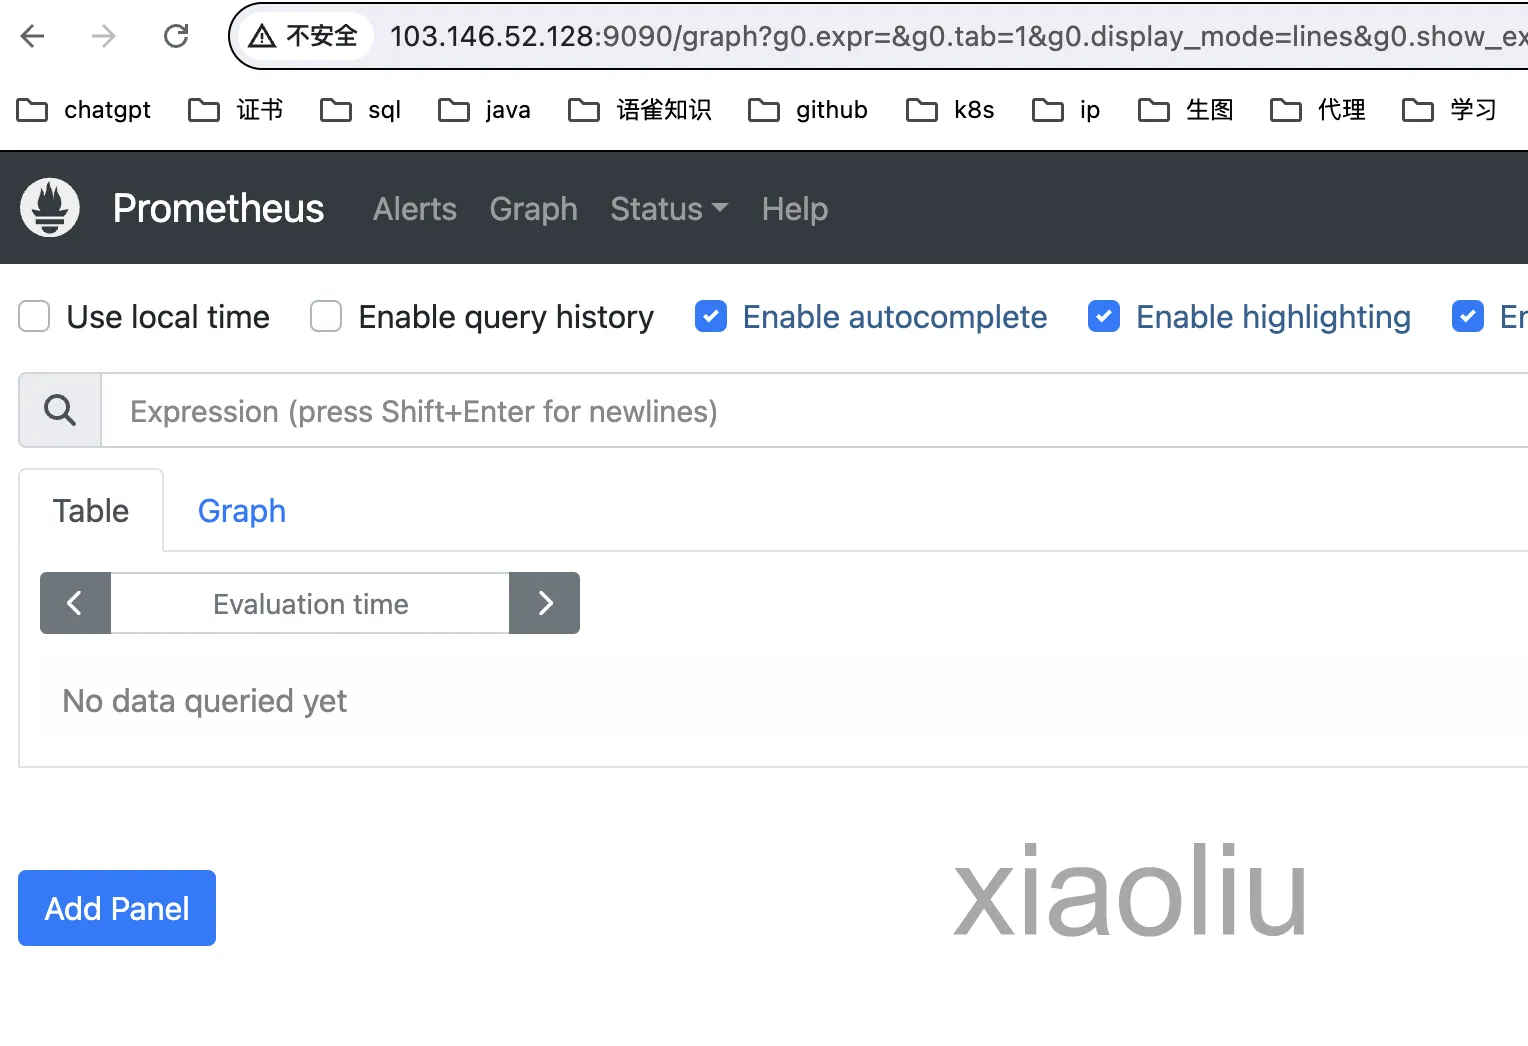 不安全 103.146.52.128:9090/graph?g0.expr=&g0.tab=1&g0.display_mode=lines&g0.show_ex
chatgpt 证书 sql java 语雀知识 github k8s ip 生图 代理 学习
Prometheus Alerts Graph Status Help
Use local time Enable query history Enable autocomplete Enable highlighting En
Expression (press Shift+Enter for newlines)
Table Graph
Evaluation time
No data queried yet
xiaoliu
Add Panel